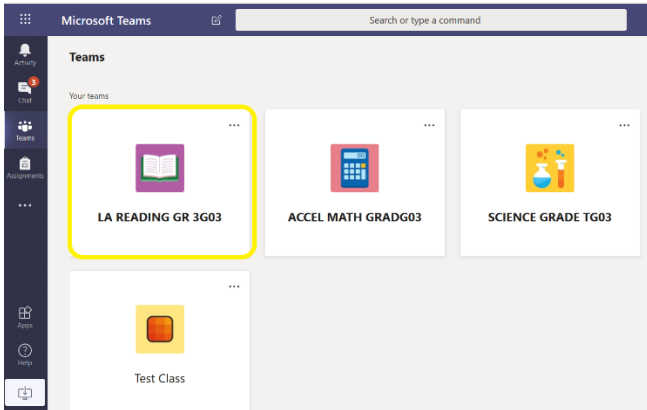 Microsoft Teams
Search or type a command
Activity
3
Chat
Teams
Assignments
Apps
Help
Teams
Your teams
LA READING GR 3G03
ACCEL MATH GRADG03
SCIENCE GRADE TG03
Test Class